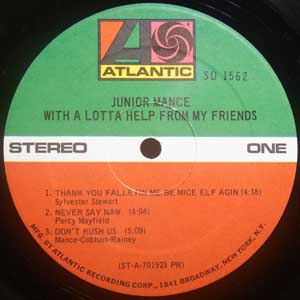 ATLANTIC
SD 1562
JUNIOR MANCE
WITH A LOTTA HELP FROM MY FRIENDS
STEREO ONE
1. THANK YOU FALLETIN ME BE MICE ELF AGIN (4:18)
Sylvester Stewart
2. NEVER SAY NAW (4:04)
Percy Mayfield
3. DON'T RUSH US (5:09)
Mance-Cobham-Rainey
(ST-A-701923 PR)
MFG. BY ATLANTIC RECORDING CORP., 1841 BROADWAY, NEW YORK, N.Y.